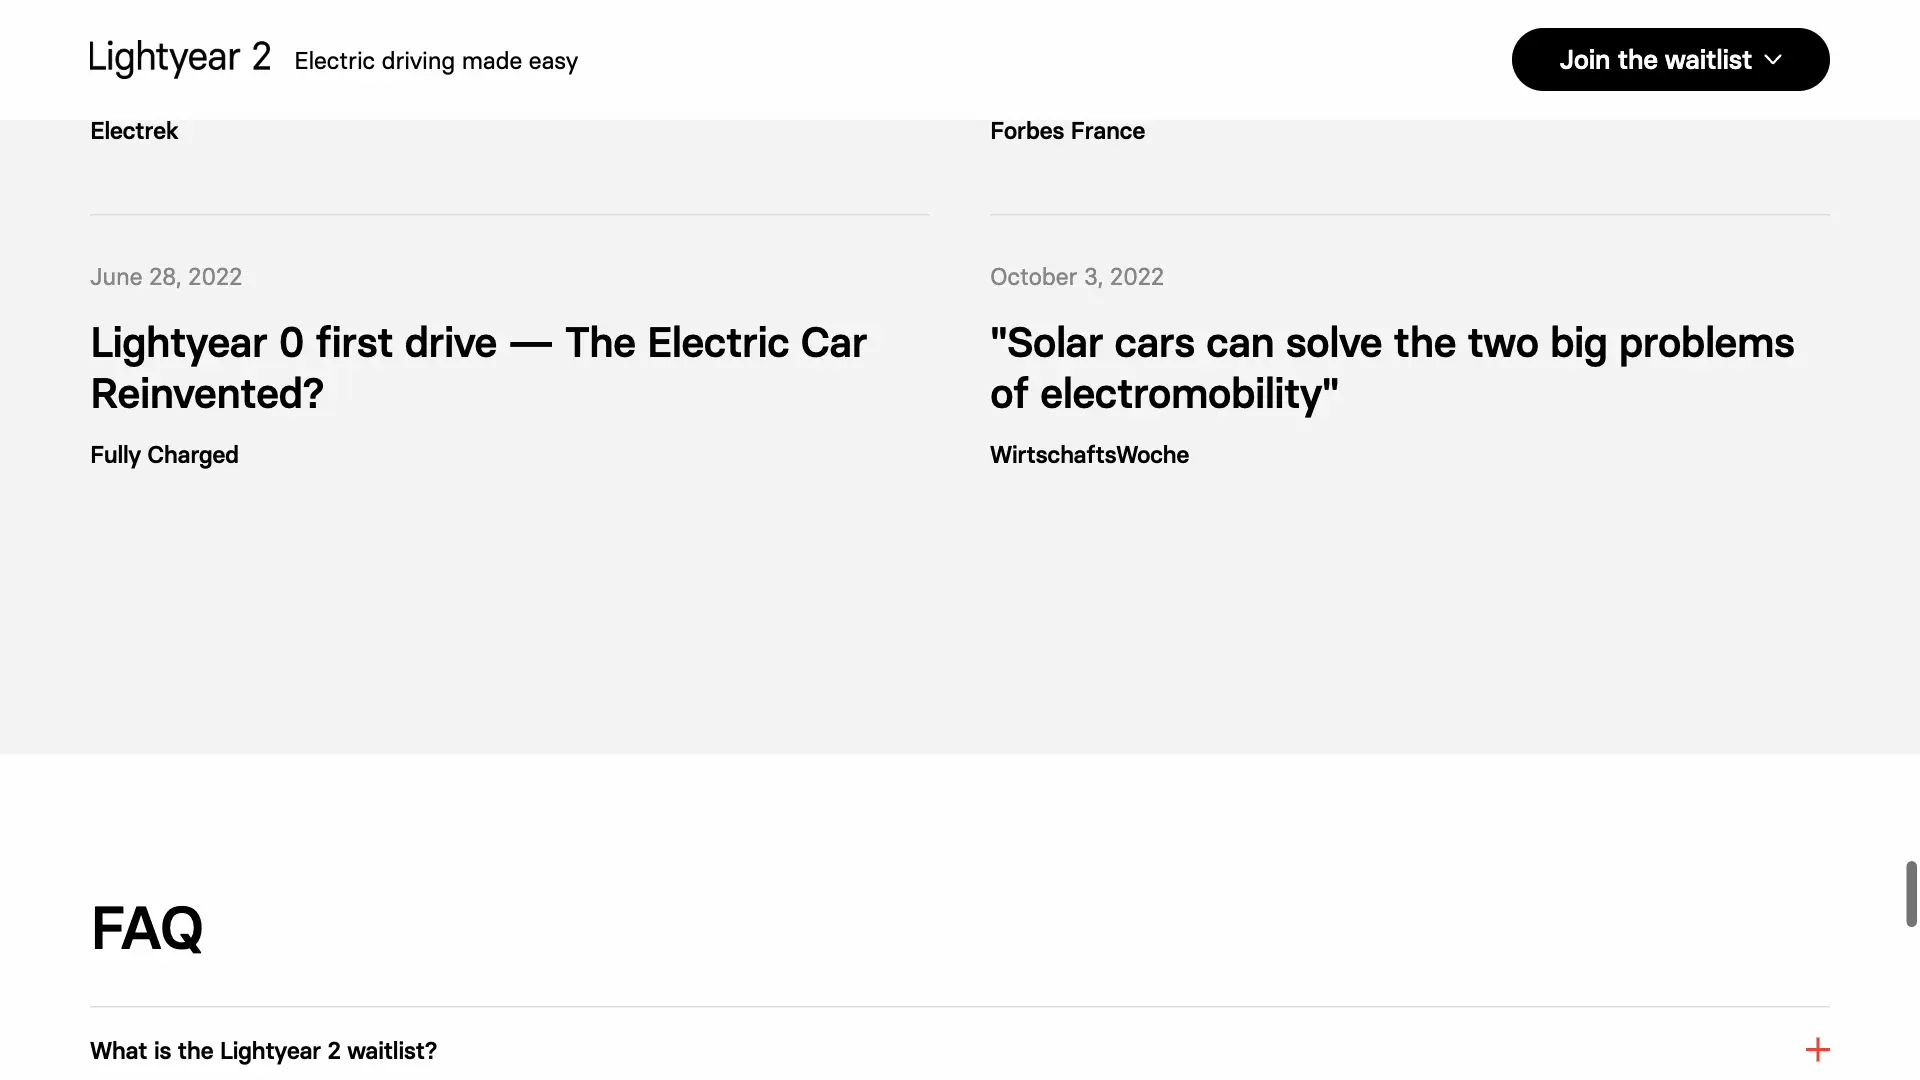 Lightyear 2 Electric driving made easy
Join the waitlist
Electrek
Forbes France
June 28, 2022
Lightyear 0 first drive — The Electric Car
Reinvented?
Fully Charged
October 3, 2022
"Solar cars can solve the two big problems
of electromobility"
WirtschaftsWoche
FAQ
What is the Lightyear 2 waitlist?